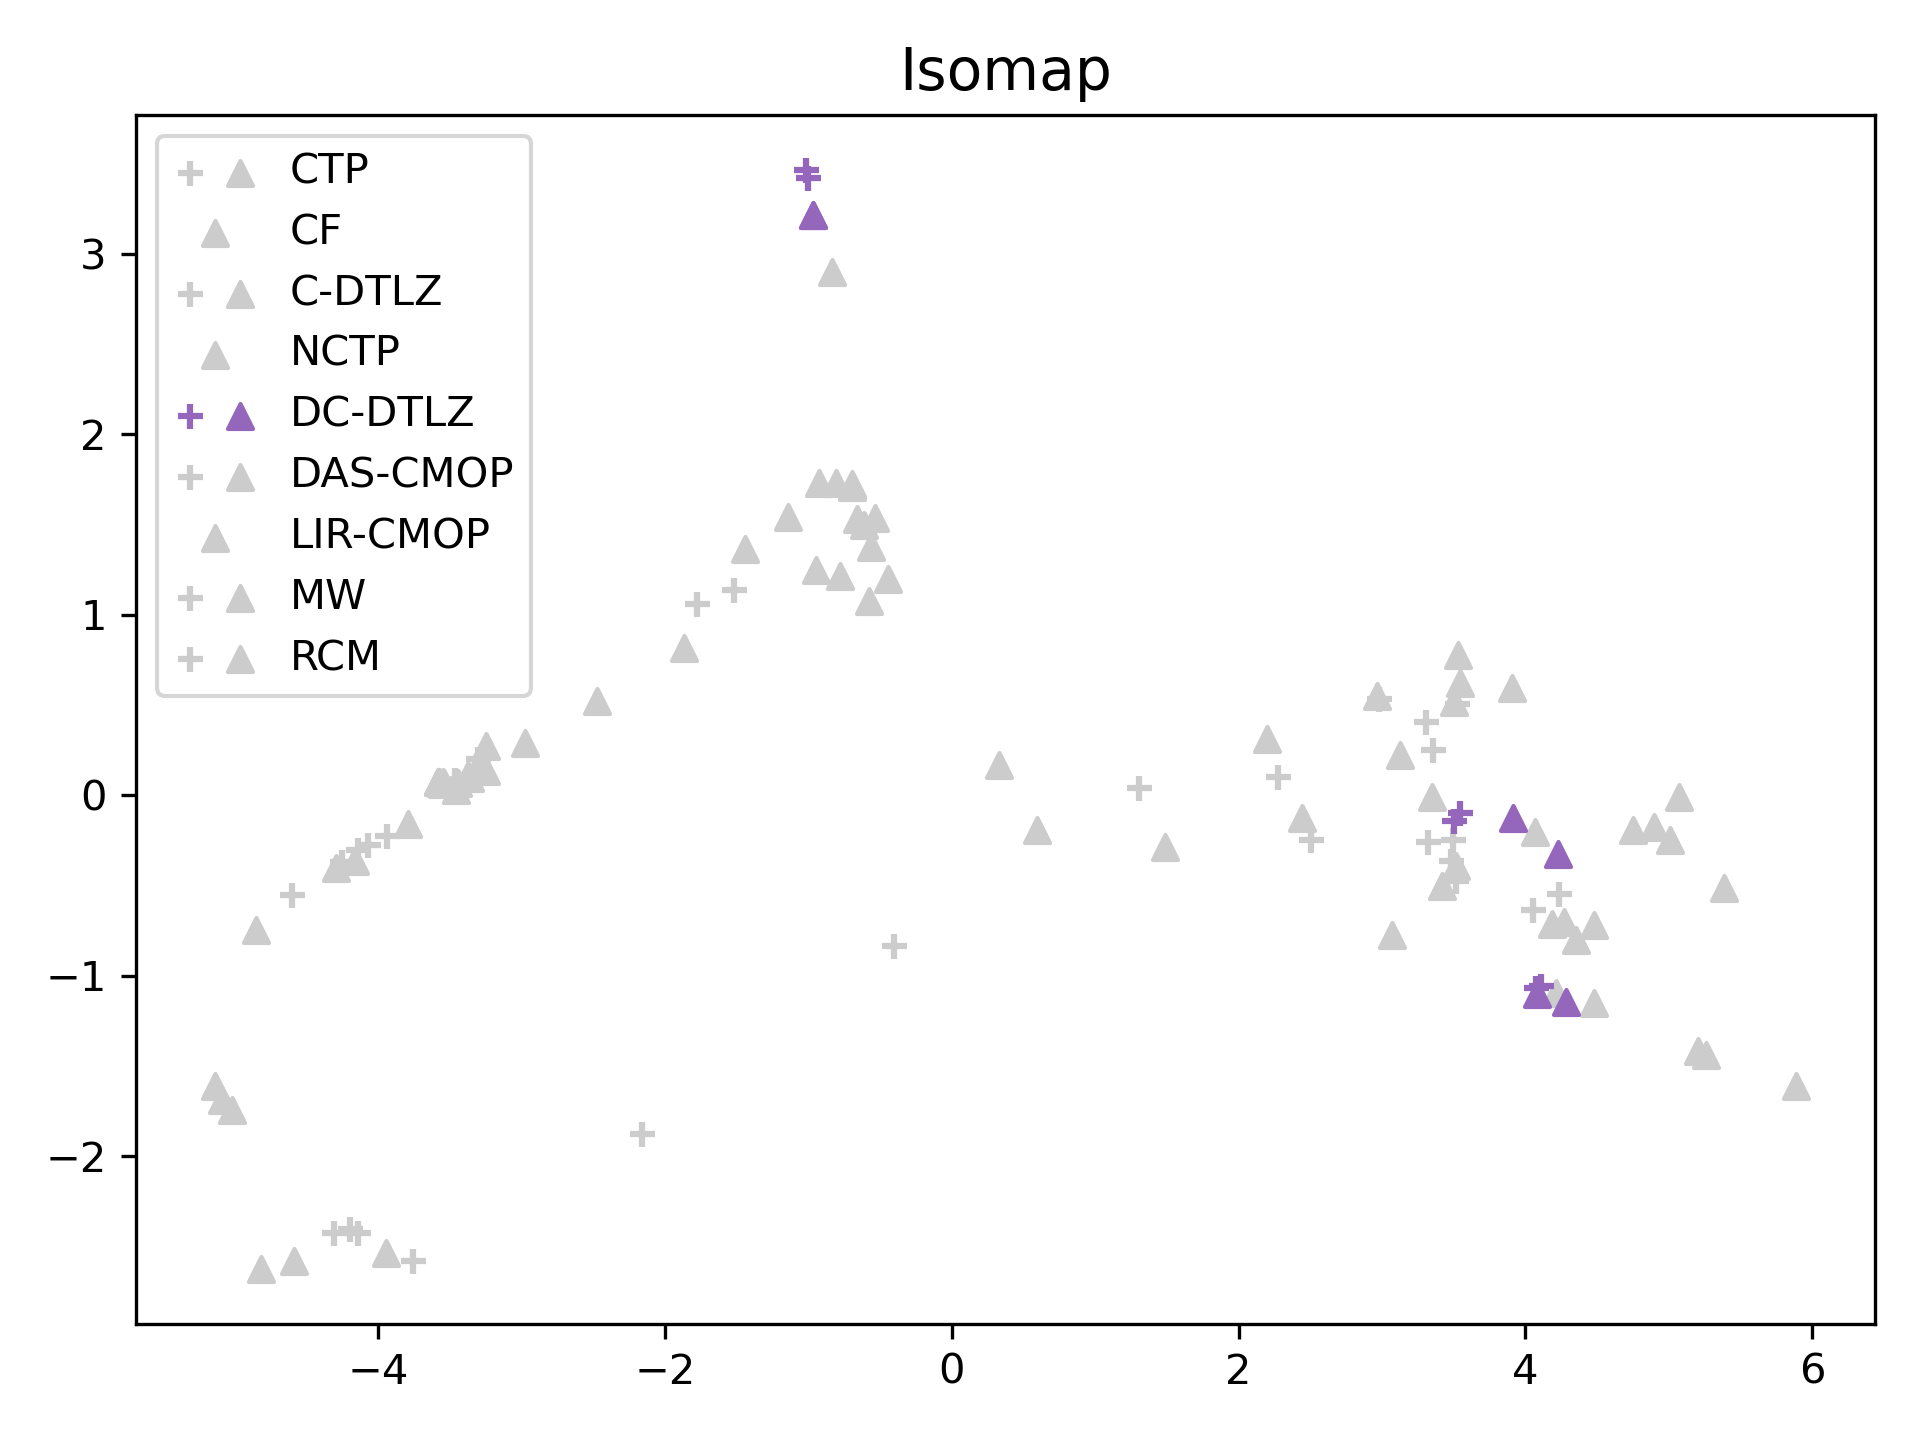 Isomap
CTP
CF
C-DTLZ
NCTP
DC-DTLZ
DAS-CMOP
LIR-CMOP
MW
RCM
3
2
1
0
−1
−2
−4
−2
0
2
4
6